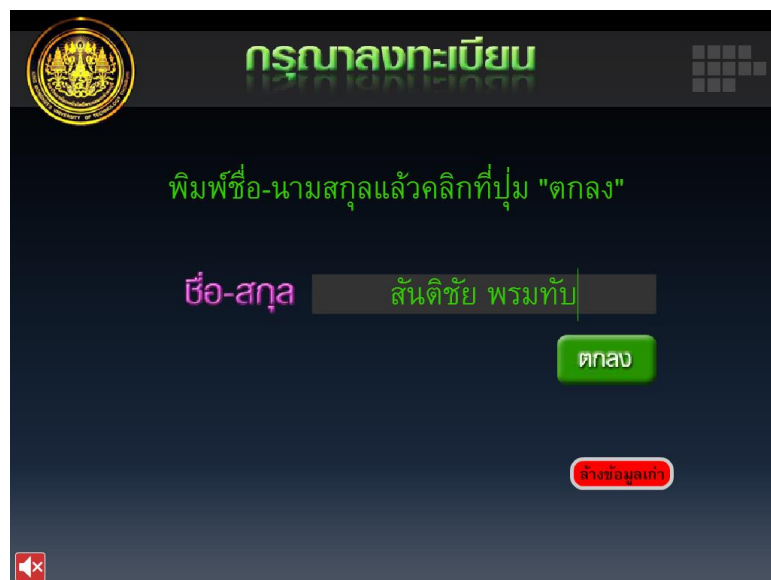 กรุณาลงทะเบียน
พิมพ์ชื่อ-นามสกุลแล้วคลิกที่ปุ่ม "ตกลง"
ชื่อ-สกุล สันติชัย พรมทับ
ตกลง
ล้างข้อมูลเก่า